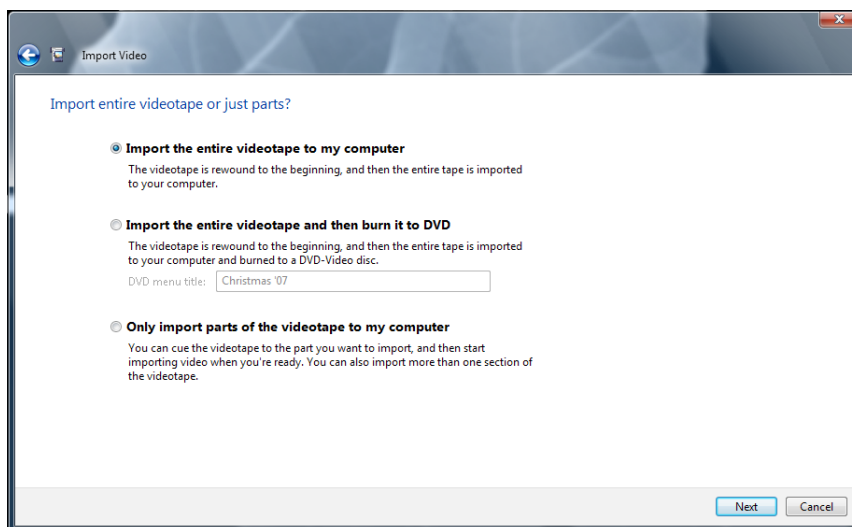 Import Video
Import entire videotape or just parts?
Import the entire videotape to my computer
The videotape is rewound to the beginning, and then the entire tape is imported
to your computer.
Import the entire videotape and then burn it to DVD
The videotape is rewound to the beginning, and then the entire tape is imported
to your computer and burned to a DVD-Video disc.
DVD menu title: Christmas '07
Only import parts of the videotape to my computer
You can cue the videotape to the part you want to import, and then start
importing video when you're ready. You can also import more than one section of
the videotape.
Next Cancel